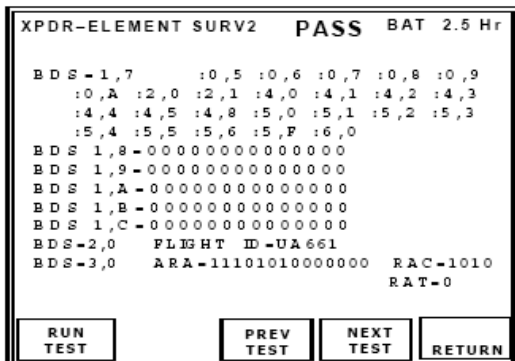 XPDR-ELEMENT SURV2 PASS BAT 2.5 Hr
BDS=1,7 :0,5 :0,6 :0,7 :0,8 :0,9
:0,A :2,0 :2,1 :4,0 :4,1 :4,2 :4,3
:4,4 :4,5 :4,8 :5,0 :5,1 :5,2 :5,3
:5,4 :5,5 :5,6 :5,F :6,0
BDS 1,8=00000000000000
BDS 1,9=00000000000000
BDS 1,A=00000000000000
BDS 1,B=00000000000000
BDS 1,C=00000000000000
BDS=2,0 FLIGHT ID=UA661
BDS=3,0 ARA=11101010000000 RAC=1010
RAT=0
RUN TEST
PREV TEST
NEXT TEST
RETURN